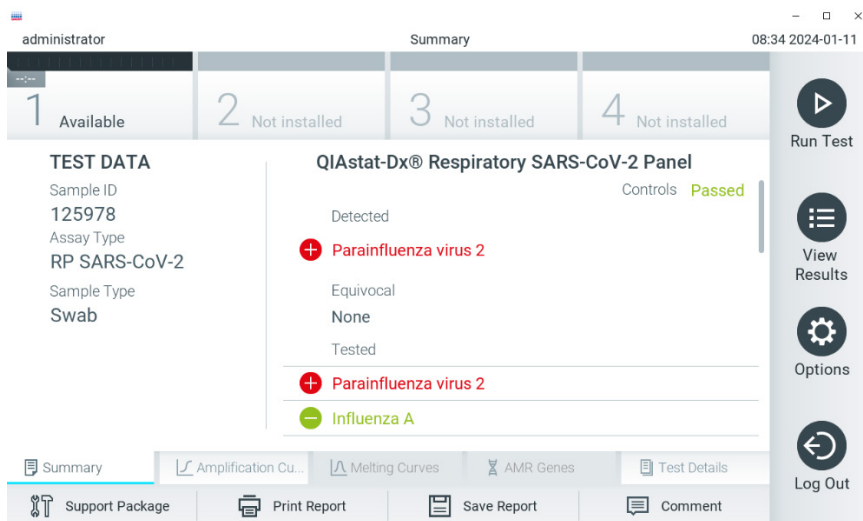 administrator Summary 08:34 2024-01-11
--:--
1 Available 2 Not installed 3 Not installed 4 Not installed
Run Test
TEST DATA
Sample ID
125978
Assay Type
RP SARS-CoV-2
Sample Type
Swab
QIAstat-Dx® Respiratory SARS-CoV-2 Panel
Controls Passed
Detected
Parainfluenza virus 2
Equivocal
None
Tested
Parainfluenza virus 2
Influenza A
View
Results
Options
Log Out
Summary Amplification Cu... Melting Curves AMR Genes Test Details
Support Package Print Report Save Report Comment